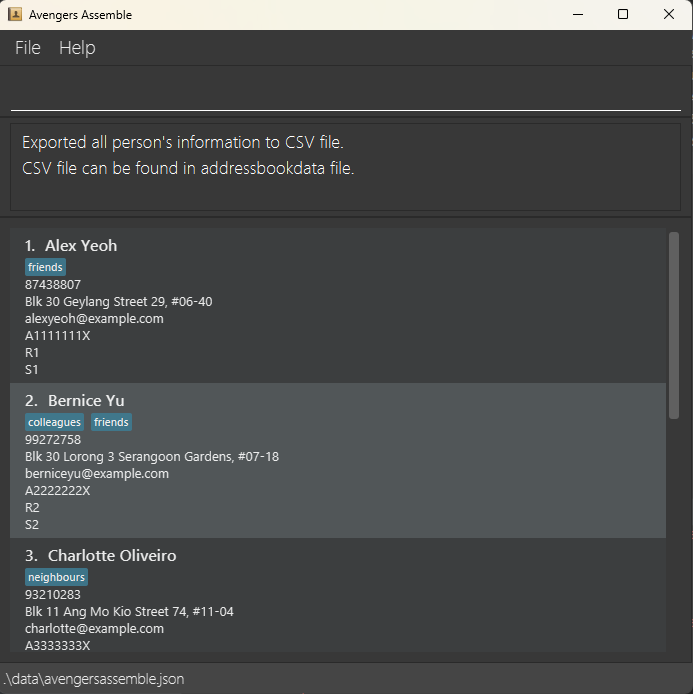 Avengers Assemble
File Help
Exported all person's information to CSV file.
CSV file can be found in addressbookdata file.
1. Alex Yeoh
friends
87438807
Blk 30 Geylang Street 29, #06-40
alexyeoh@example.com
A1111111X
R1
S1
2. Bernice Yu
colleagues friends
99272758
Blk 30 Lorong 3 Serangoon Gardens, #07-18
berniceyu@example.com
A2222222X
R2
S2
3. Charlotte Oliveiro
neighbours
93210283
Blk 11 Ang Mo Kio Street 74, #11-04
charlotte@example.com
A3333333X
.\data\avengersassemble.json